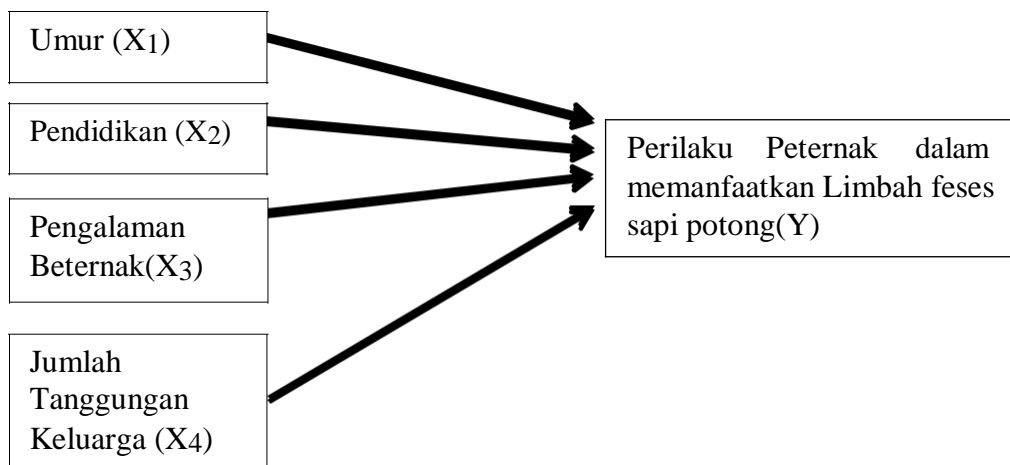 Umur (X1)
Pendidikan (X2)
Pengalaman
Beternak(X3)
Jumlah
Tanggungan
Keluarga (X4)
Perilaku Peternak dalam
memanfaatkan Limbah feses
sapi potong(Y)